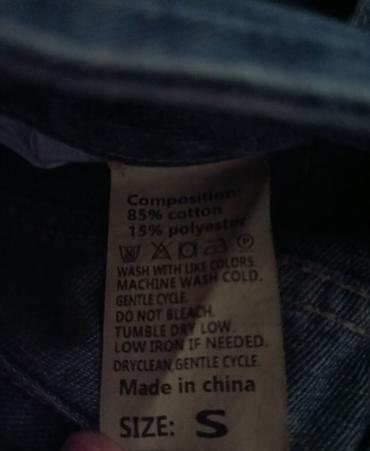 Composition
85% cotton
15% polyester
P
WASH WITH LIKE COLORS.
MACHINE WASH COLD.
GENTLE CYCLE.
DO NOT BLEACH.
TUMBLE DRY LOW.
LOW IRON IF NEEDED.
DRYCLEAN,GENTLE CYCLE.
Made in china
SIZE: S